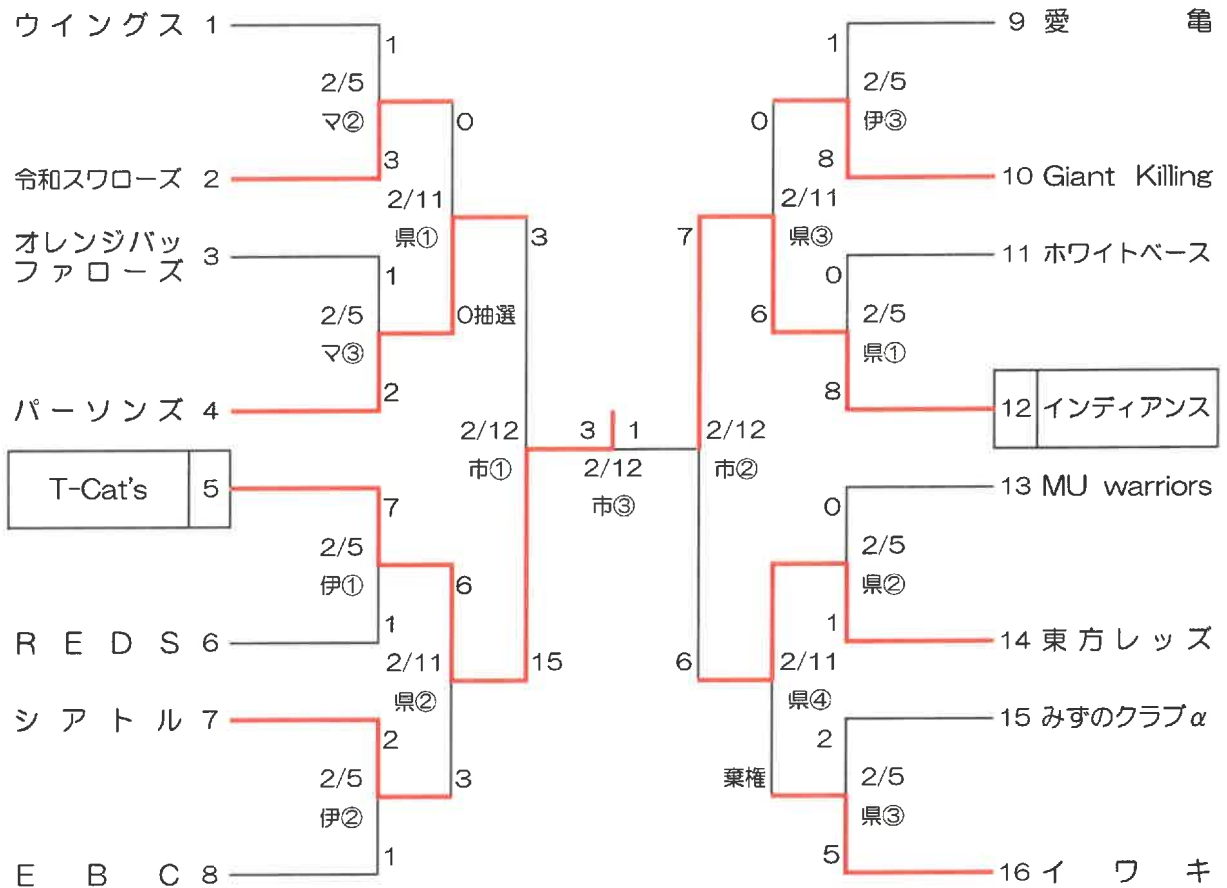 ウイングス 1
1
2/5
マ②
0
3
令和スワローズ 2
2/11
県①
オレンジバッ
ファローズ 3
1
3
2/5
マ③
0抽選
2
パーソンズ 4
2/12
市①
T-Cat's 5
7
2/5
伊①
6
1
REDS 6
2/11
県②
15
シアトル 7
2
2/5
伊②
3
1
EBC 8
3 1
2/12
市③
9 愛亀
1
2/5
伊③
0
8
10 Giant Killing
2/11
県③
7
11 ホワイトベース
0
2/5
県①
6
8
12 インディアンス
2/12
市②
13 MU warriors
0
2/5
県②
1
14 東方レッズ
2/11
県④
6
15 みずのクラブα
2
2/5
県③
棄権
5
16 イワキ